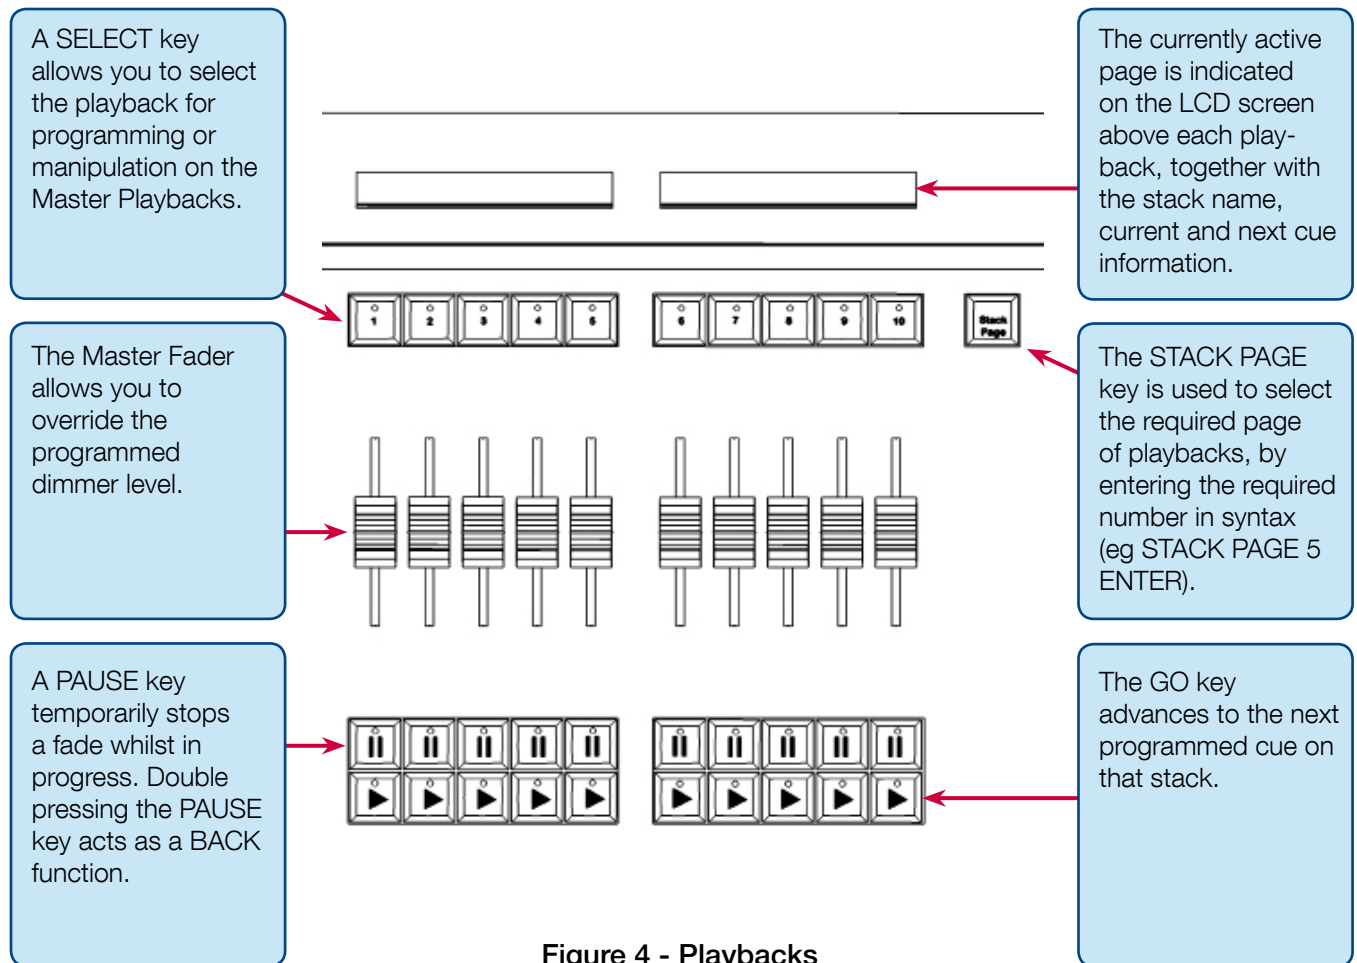 A SELECT key
allows you to select
the playback for
programming or
manipulation on the
Master Playbacks.
The currently active
page is indicated
on the LCD screen
above each play-
back, together with
the stack name,
current and next cue
information.
1 2 3 4 5 6 7 8 9 10 Stack
Page
The Master Fader
allows you to
override the
programmed
dimmer level.
The STACK PAGE
key is used to select
the required page
of playbacks, by
entering the required
number in syntax
(eg STACK PAGE 5
ENTER).
A PAUSE key
temporarily stops
a fade whilst in
progress. Double
pressing the PAUSE
key acts as a BACK
function.
The GO key
advances to the next
programmed cue on
that stack.
Figure 4 - Playbacks